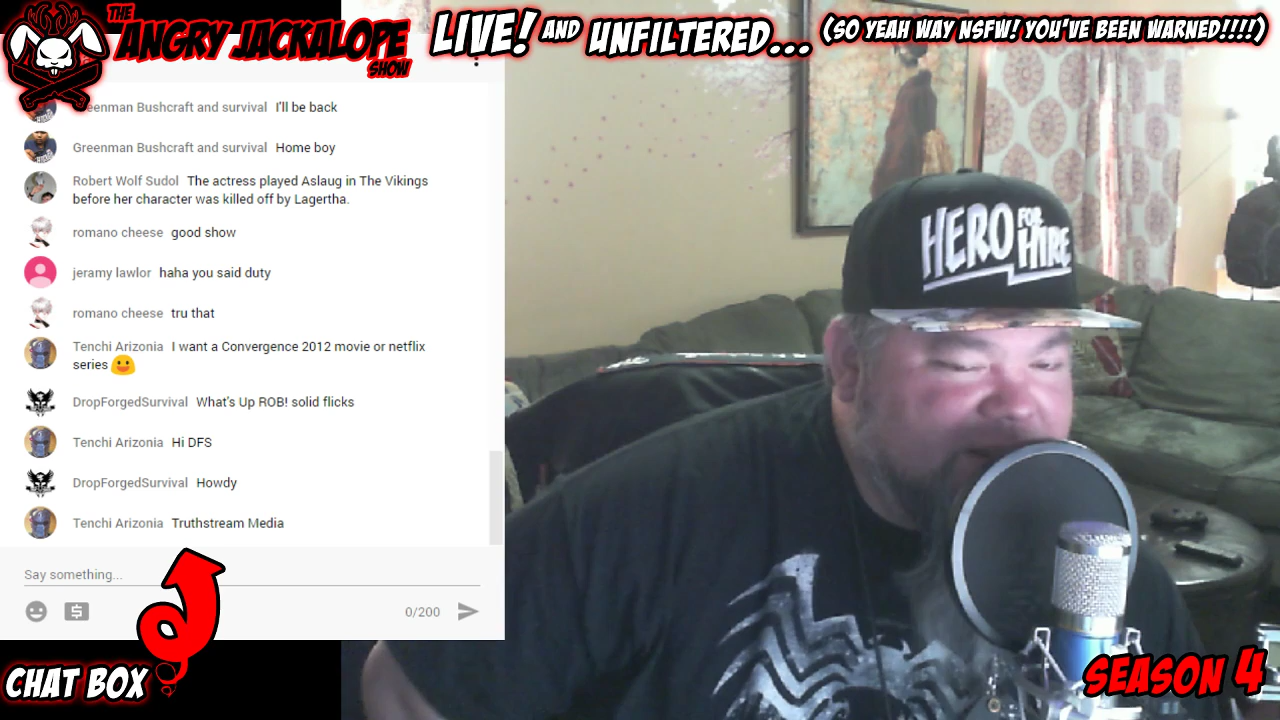 THE
ANGRY JACKALOPE
SHOW
LIVE! AND UNFILTERED... (SO YEAH WAY NSFW! YOU'VE BEEN WARNED!!!!)
Greenman Bushcraft and survival I'll be back
Greenman Bushcraft and survival Home boy
Robert Wolf Sudol The actress played Aslaug in The Vikings
before her character was killed off by Lagertha.
romano cheese good show
jeramy lawlor haha you said duty
romano cheese tru that
Tenchi Arizonia I want a Convergence 2012 movie or netflix
series
DropForgedSurvival What's Up ROB! solid flicks
Tenchi Arizonia Hi DFS
DropForgedSurvival Howdy
Tenchi Arizonia Truthstream Media
Say something...
0/200
CHAT BOX
HERO FOR
HIRE
SEASON 4